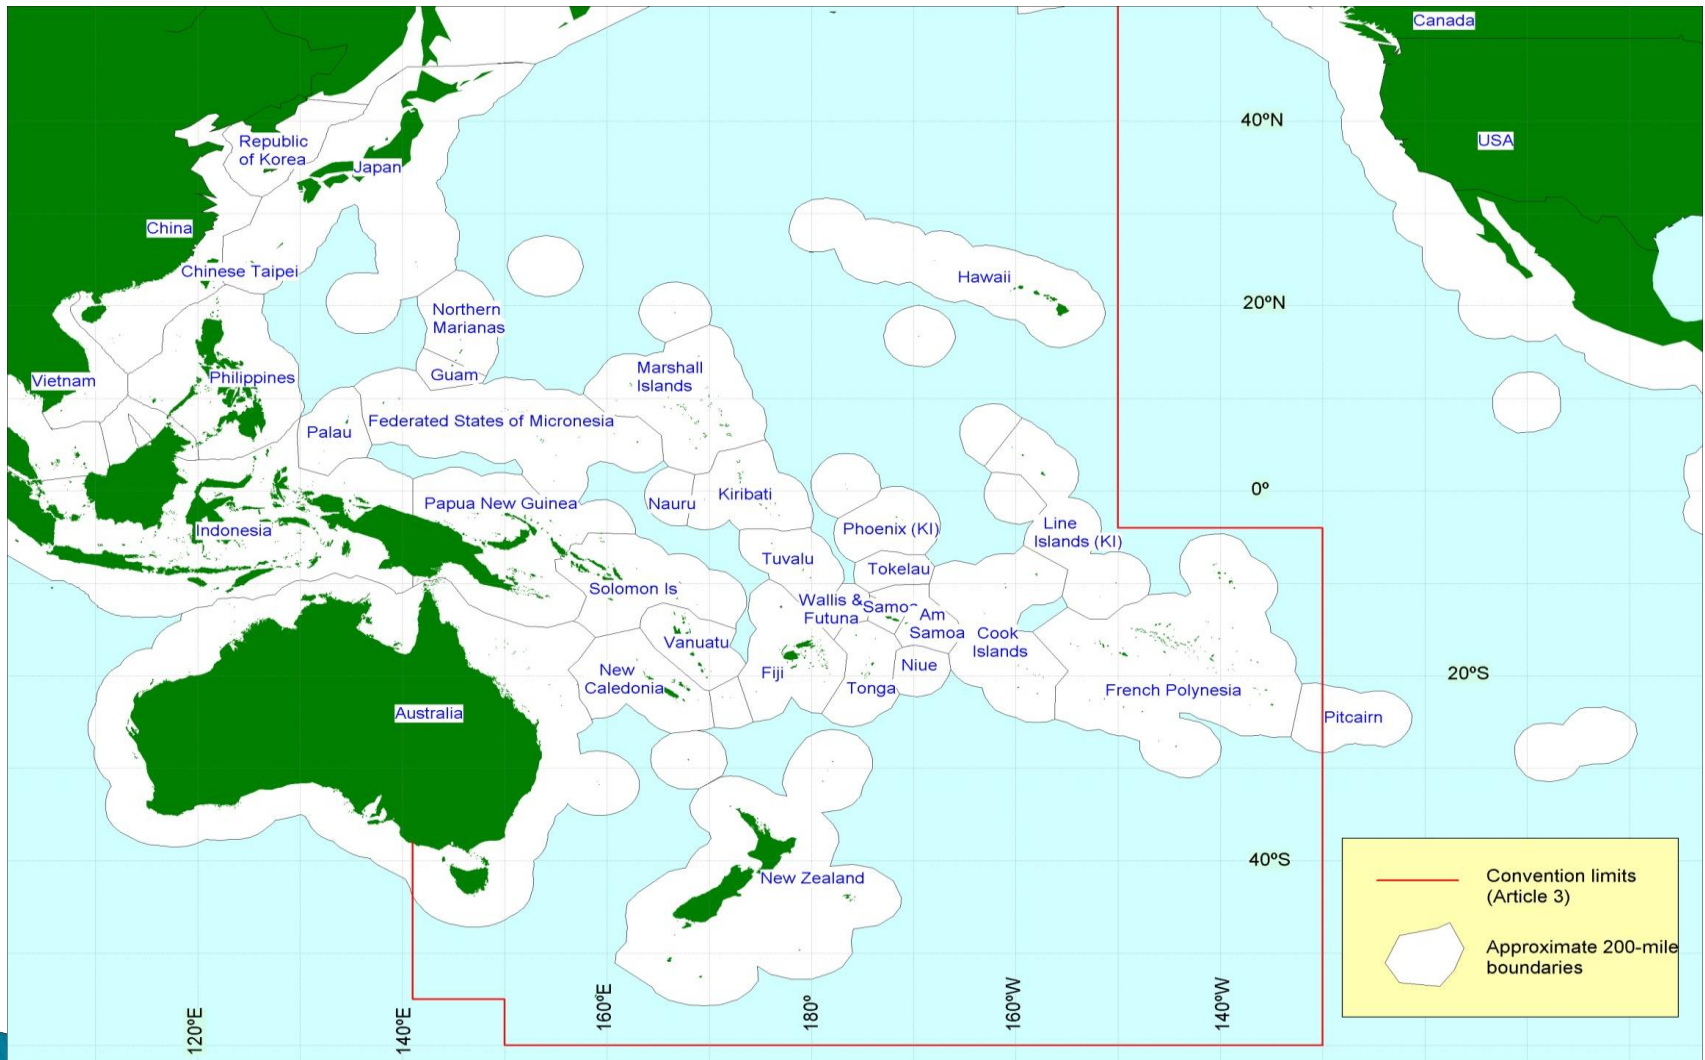 Canada
40ºN
Republic
of Korea
USA
Japan
China
Chinese Taipei
Hawaii
20ºN
Northern
Marianas
Marshall
Islands
Vietnam
Philippines
Guam
Federated States of Micronesia
Palau
0º
Nauru
Kiribati
Papua New Guinea
Indonesia
Phoenix (KI)
Line
Islands (KI)
Tuvalu
Tokelau
Solomon Is
Wallis &
Futuna
Samoa
Am
Samoa
Vanuatu
Cook
Islands
Fiji
Niue
New
Caledonia
Tonga
20ºS
French Polynesia
Australia
Pitcairn
40ºS
New Zealand
Convention limits
(Article 3)
Approximate 200-mile
boundaries
120ºE
140ºE
160ºE
180º
160ºW
140ºW